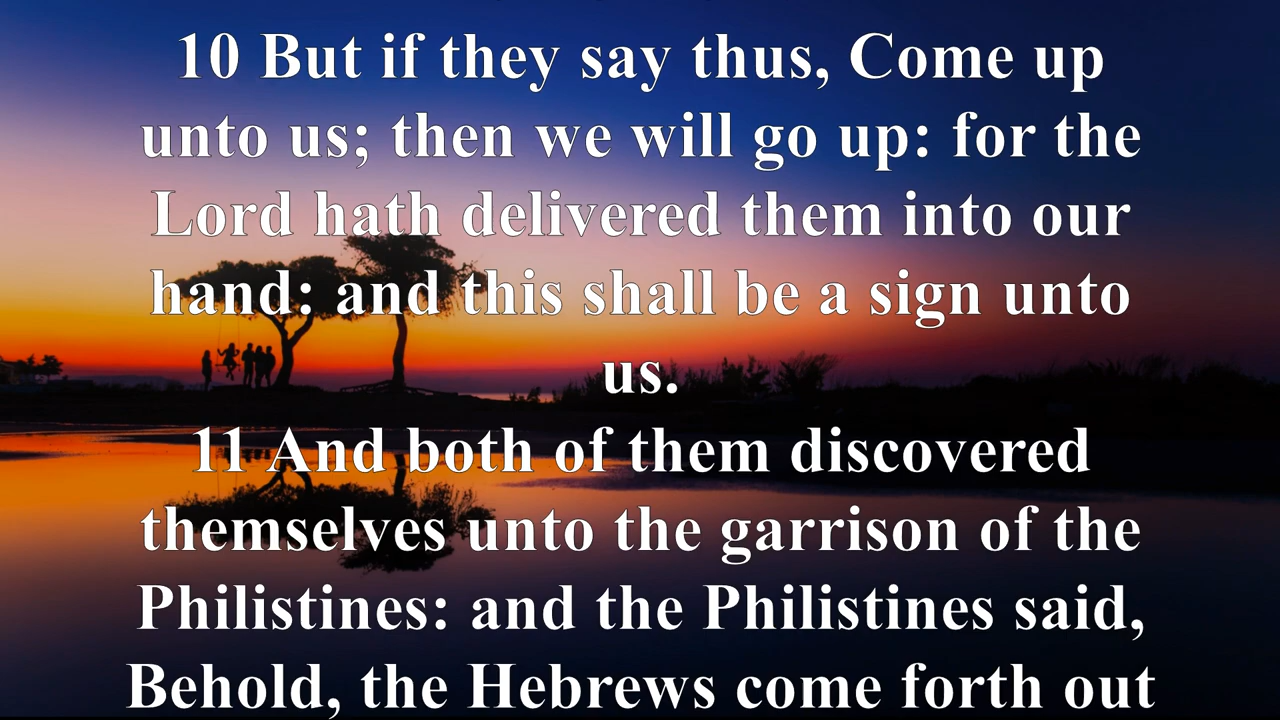 10 But if they say thus, Come up
unto us; then we will go up: for the
Lord hath delivered them into our
hand: and this shall be a sign unto
us.
11 And both of them discovered
themselves unto the garrison of the
Philistines: and the Philistines said,
Behold, the Hebrews come forth out